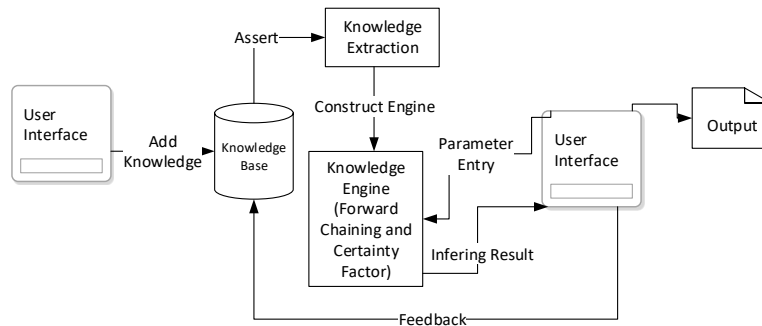 Assert
Knowledge
Extraction
User
Interface
Add
Knowledge
Knowledge
Base
Construct Engine
Knowledge
Engine
(Forward
Chaining and
Certainty
Factor)
Parameter
Entry
User
Interface
Output
Infering Result
Feedback